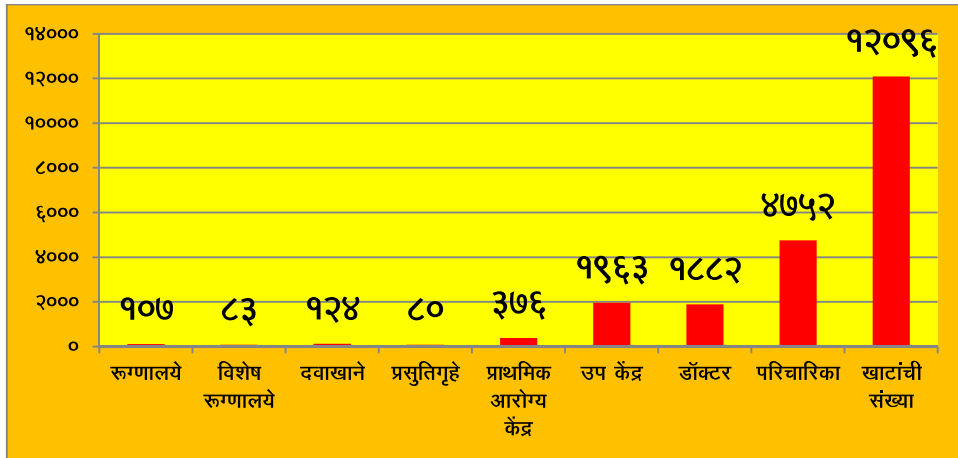 १४०००
१२०००
१००००
८०००
६०००
४०००
२०००
०
१०७
८३
१२४
८०
३७६
१९६३
१८८२
४७५२
१२०९६
रूग्णालये
विशेष
रूग्णालये
दवाखाने
प्रसुतिगृहे
प्राथमिक
आरोग्य
केंद्र
उप केंद्र
डॉक्टर
परिचारिका
खाटांची
संख्या